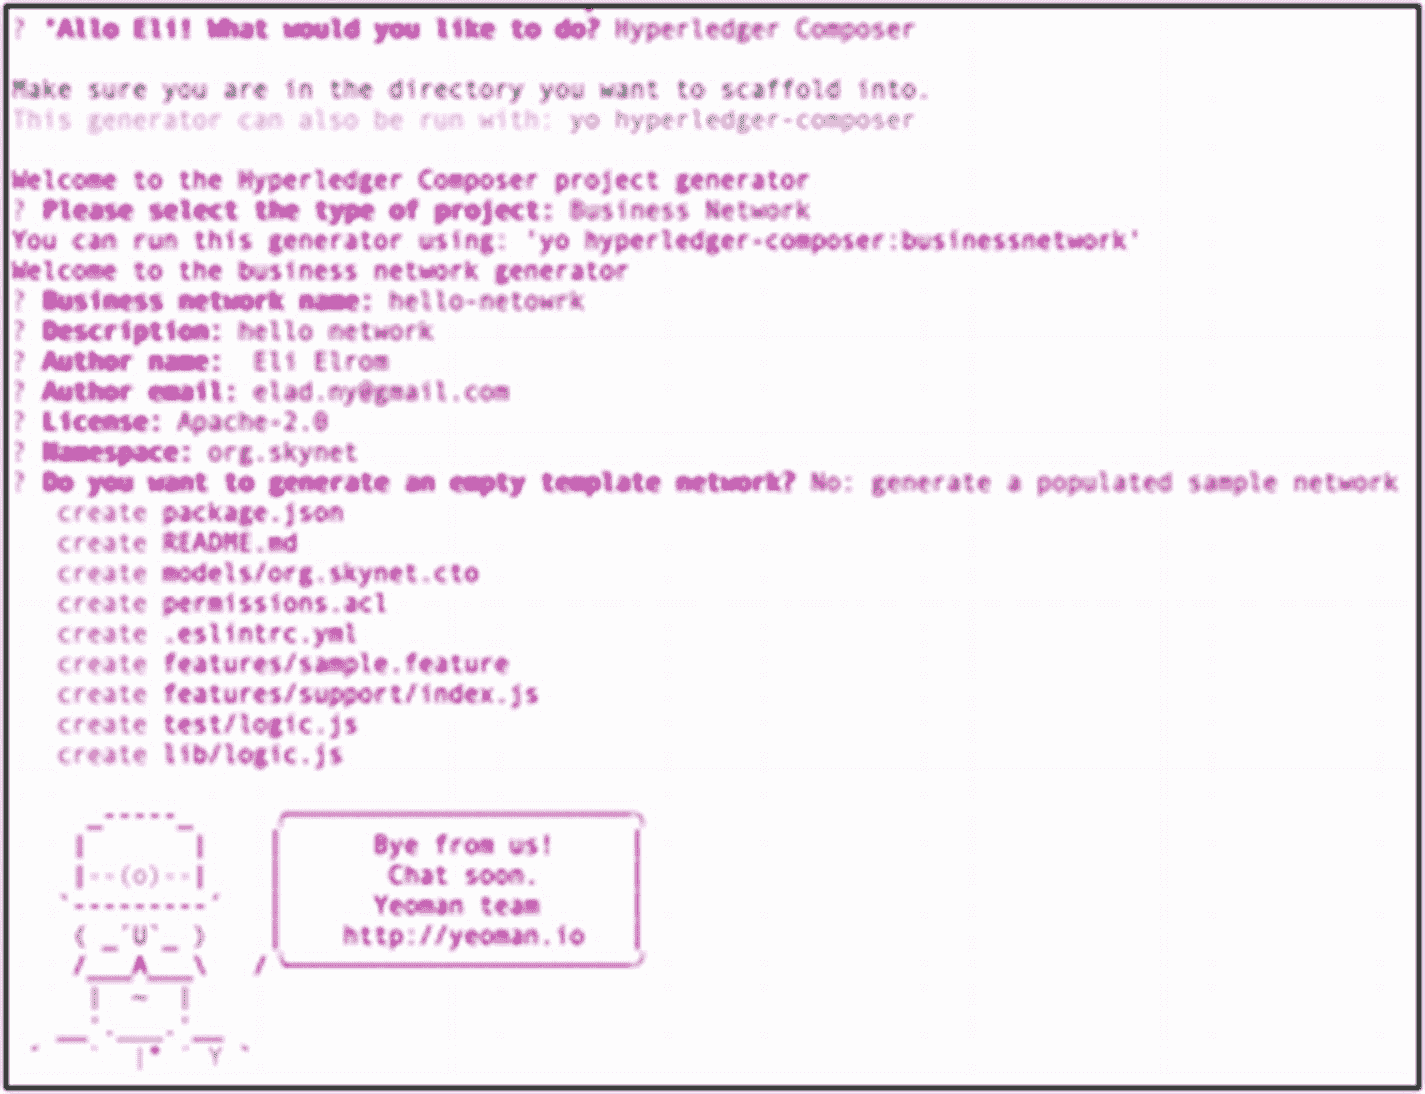 ? 'Allo Eli! What would you like to do? Hyperledger Composer
Make sure you are in the directory you want to scaffold into.
This generator can also be run with: yo hyperledger-composer
Welcome to the Hyperledger Composer project generator
? Please select the type of project: Business Network
You can run this generator using: 'yo hyperledger-composer:businessnetwork'
Welcome to the business network generator
? Business network name: hello-netowrk
? Description: hello network
? Author name:  Eli Elrom
? Author email: elad.ny@gmail.com
? License: Apache-2.0
? Namespace: org.skynet
? Do you want to generate an empty template network? No: generate a populated sample network
create package.json
create README.md
create models/org.skynet.cto
create permissions.acl
create .eslintrc.yml
create features/sample.feature
create features/support/index.js
create test/logic.js
create lib/logic.js
Bye from us!
Chat soon.
Yeoman team
http://yeoman.io